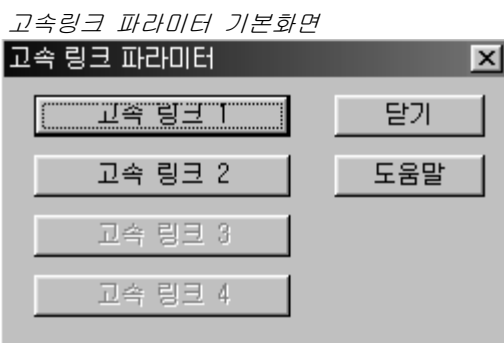 고속링크 파라미터 기본화면
고속 링크 파라미터
고속 링크 1
닫기
고속 링크 2
도움말
고속 링크 3
고속 링크 4